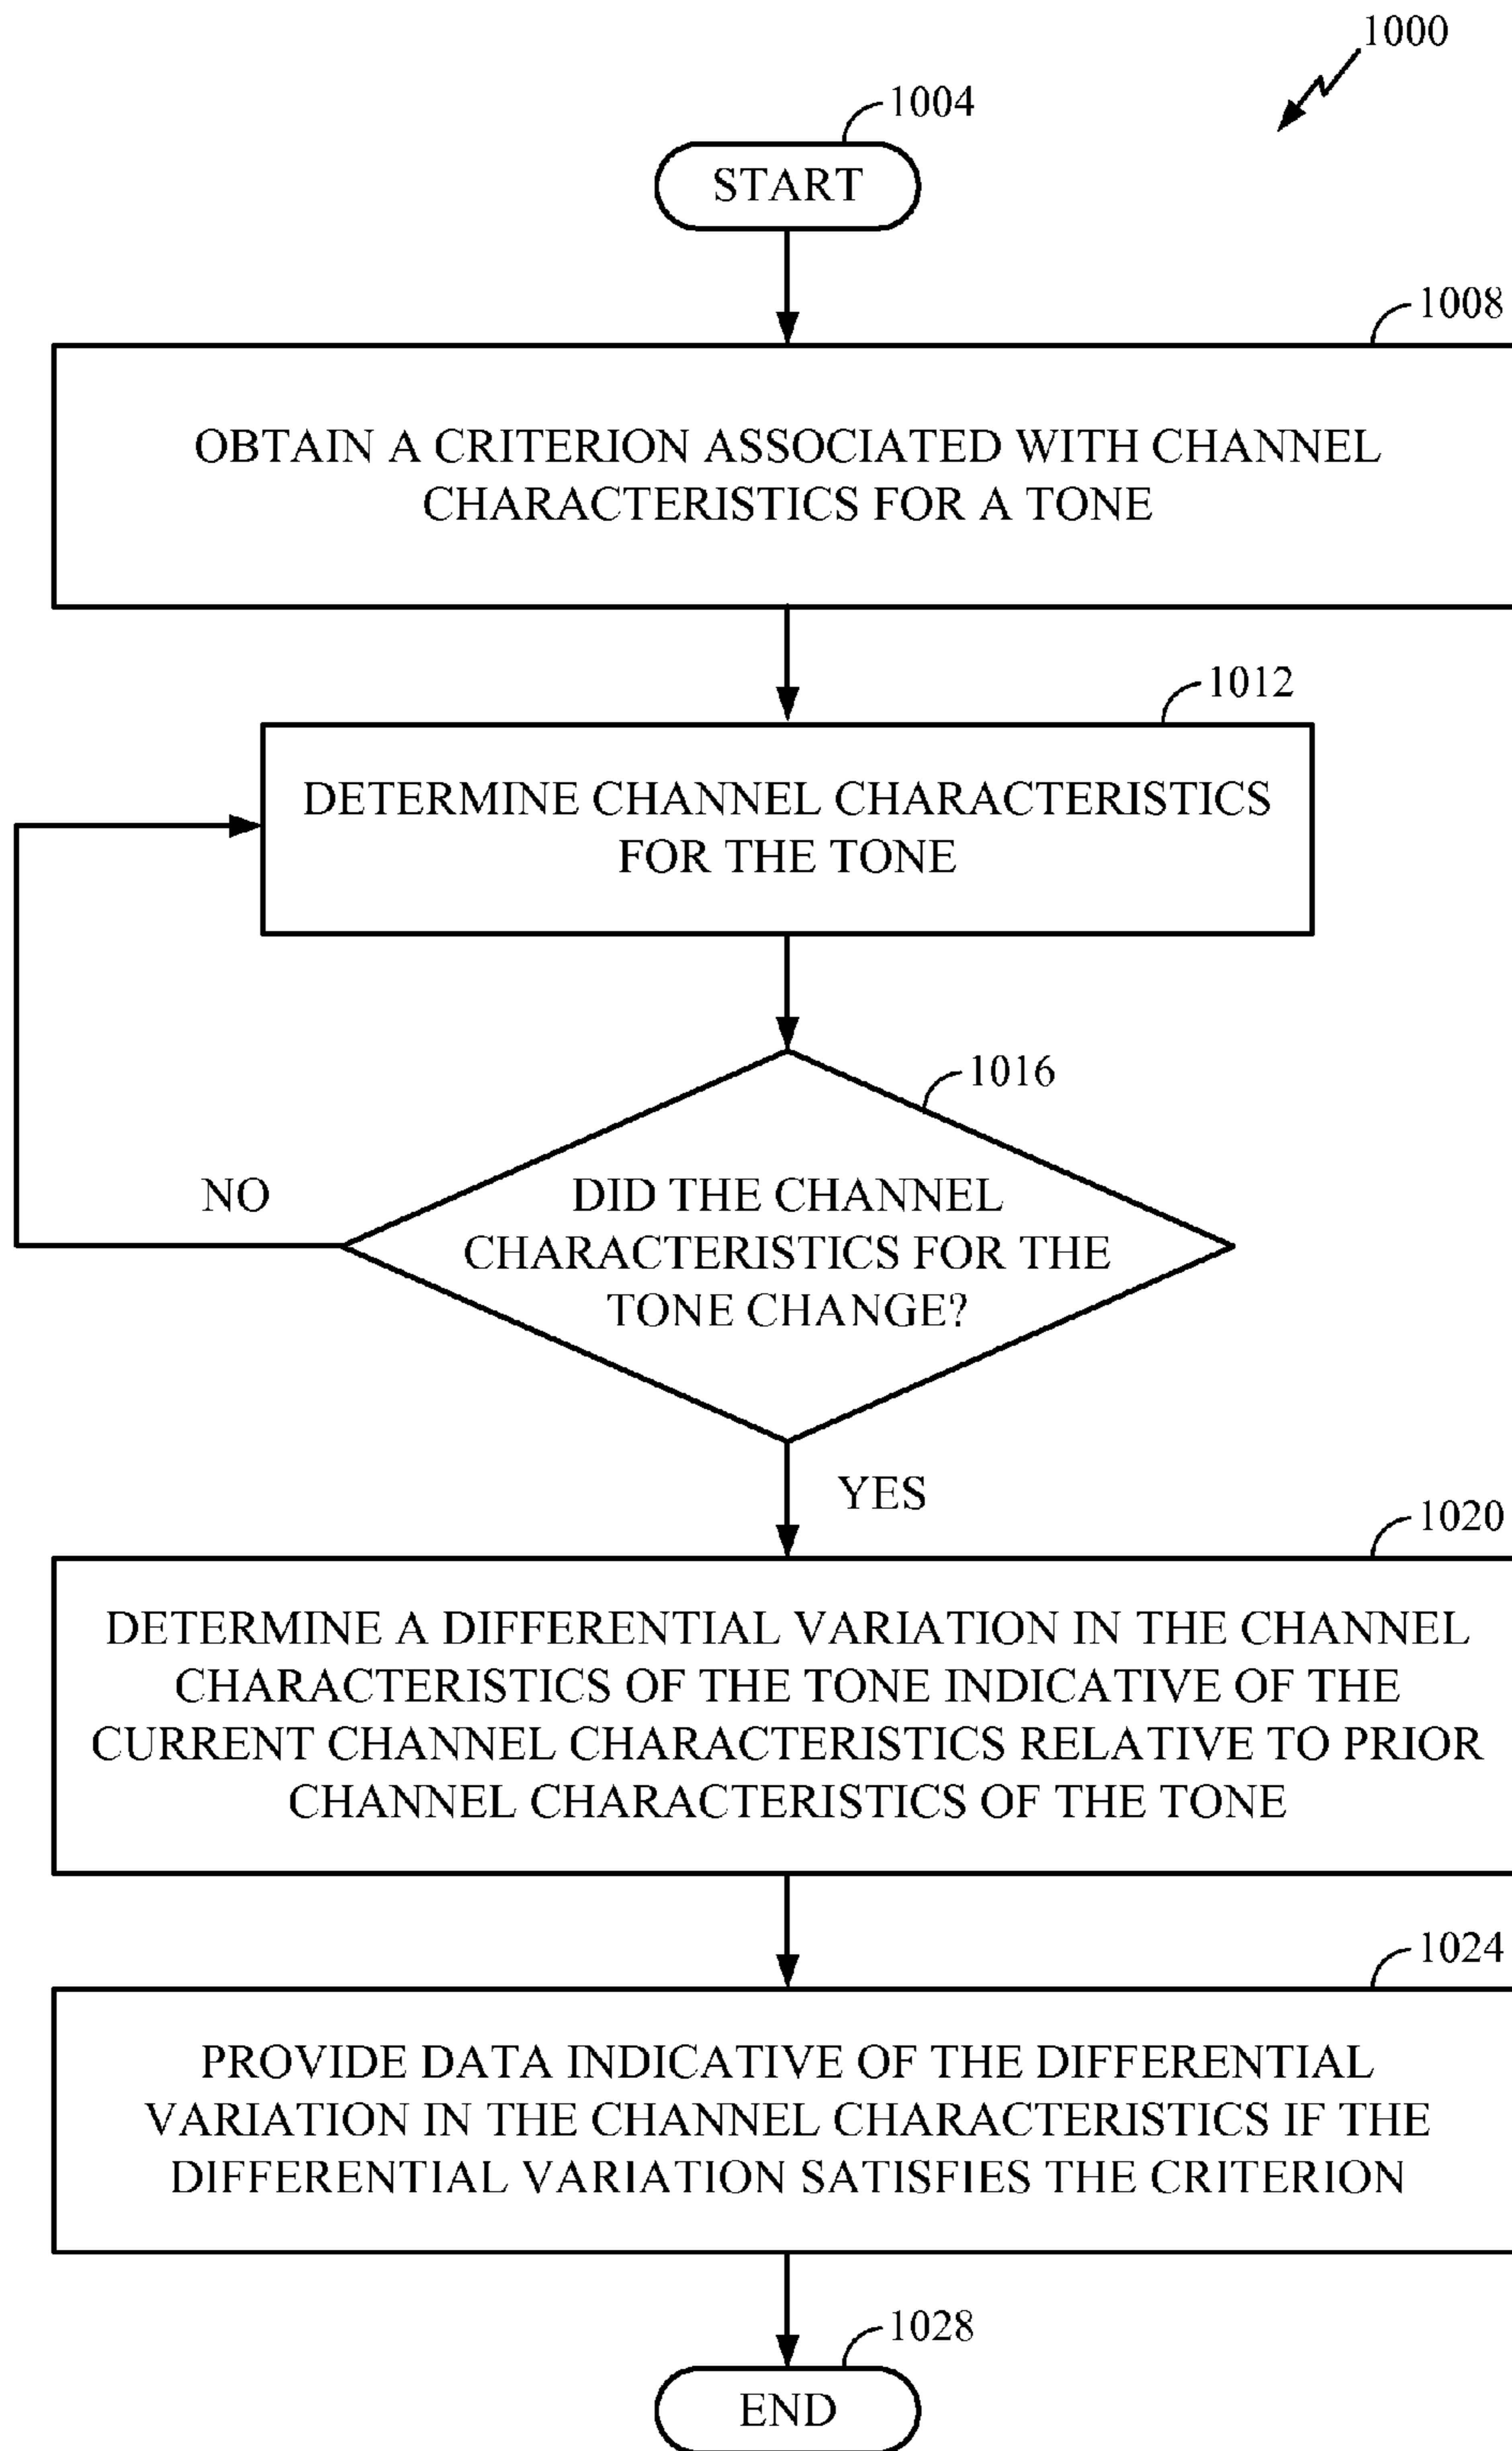 1000
1004
START
1008
OBTAIN A CRITERION ASSOCIATED WITH CHANNEL
CHARACTERISTICS FOR A TONE
1012
DETERMINE CHANNEL CHARACTERISTICS
FOR THE TONE
1016
NO
DID THE CHANNEL
CHARACTERISTICS FOR THE
TONE CHANGE?
YES
1020
DETERMINE A DIFFERENTIAL VARIATION IN THE CHANNEL
CHARACTERISTICS OF THE TONE INDICATIVE OF THE
CURRENT CHANNEL CHARACTERISTICS RELATIVE TO PRIOR
CHANNEL CHARACTERISTICS OF THE TONE
1024
PROVIDE DATA INDICATIVE OF THE DIFFERENTIAL
VARIATION IN THE CHANNEL CHARACTERISTICS IF THE
DIFFERENTIAL VARIATION SATISFIES THE CRITERION
1028
END